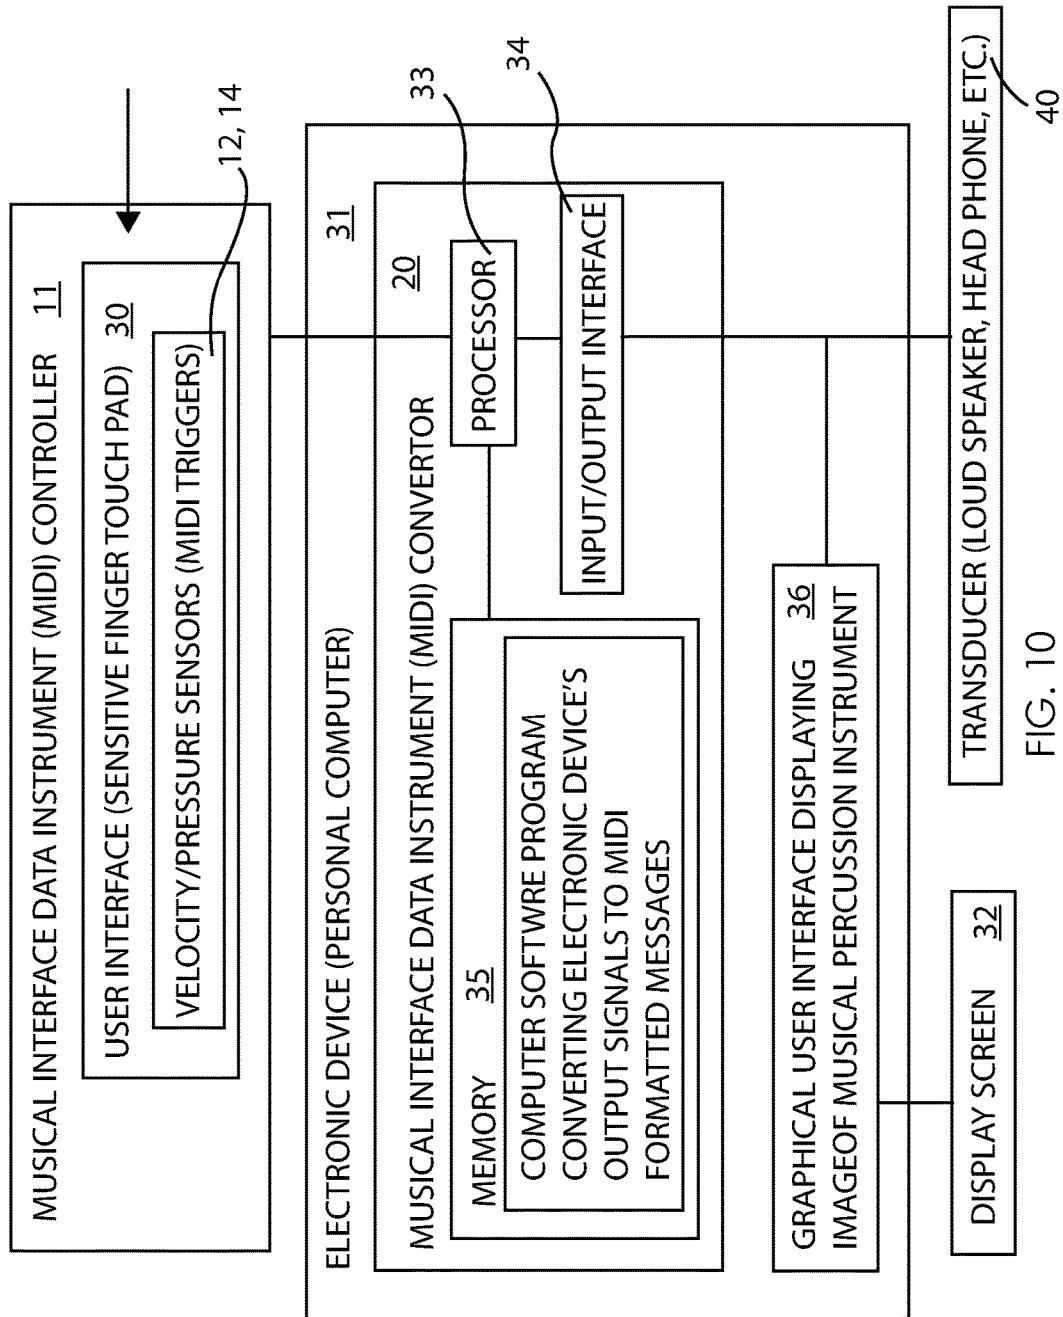 MUSICAL INTERFACE DATA INSTRUMENT (MIDI) CONTROLLER 11
USER INTERFACE (SENSITIVE FINGER TOUCH PAD) 30
VELOCITY/PRESSURE SENSORS (MIDI TRIGGERS)
12, 14
ELECTRONIC DEVICE (PERSONAL COMPUTER) 31
MUSICAL INTERFACE DATA INSTRUMENT (MIDI) CONVERTOR 20
MEMORY 35
COMPUTER SOFTWRE PROGRAM
CONVERTING ELECTRONIC DEVICE'S
OUTPUT SIGNALS TO MIDI
FORMATTED MESSAGES
PROCESSOR
33
INPUT/OUTPUT INTERFACE
34
GRAPHICAL USER INTERFACE DISPLAYING 36
IMAGEOF MUSICAL PERCUSSION INSTRUMENT
DISPLAY SCREEN 32
TRANSDUCER (LOUD SPEAKER, HEAD PHONE, ETC.)
40
FIG. 10